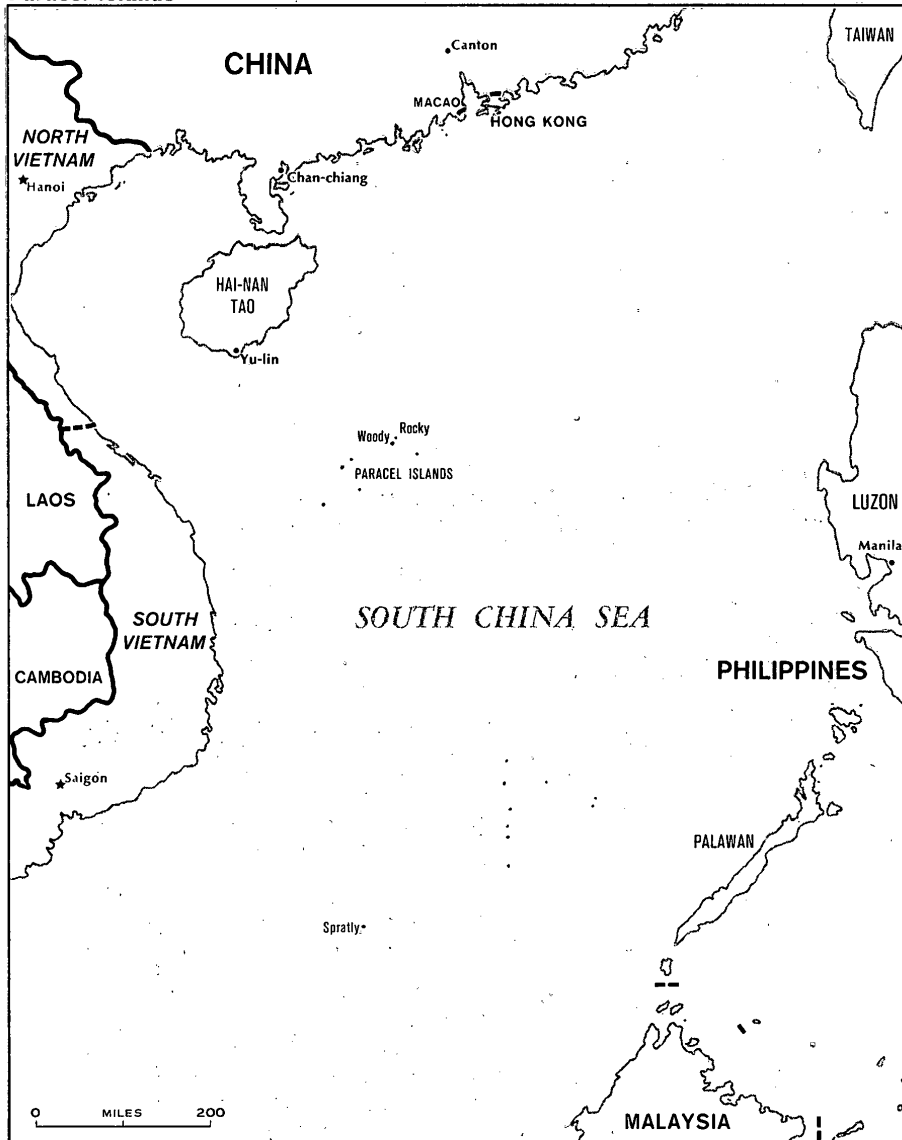 CHINA
Canton
TAIWAN
MACAO
HONG KONG
NORTH
VIETNAM
Hanoi
Chan-chiang
HAI-NAN
TAO
Yu-lin
Woody
Rocky
PARACEL ISLANDS
LAOS
LUZON
Manila
SOUTH
VIETNAM
SOUTH CHINA SEA
CAMBODIA
PHILIPPINES
Saigon
PALAWAN
Spratly
0 MILES 200
MALAYSIA